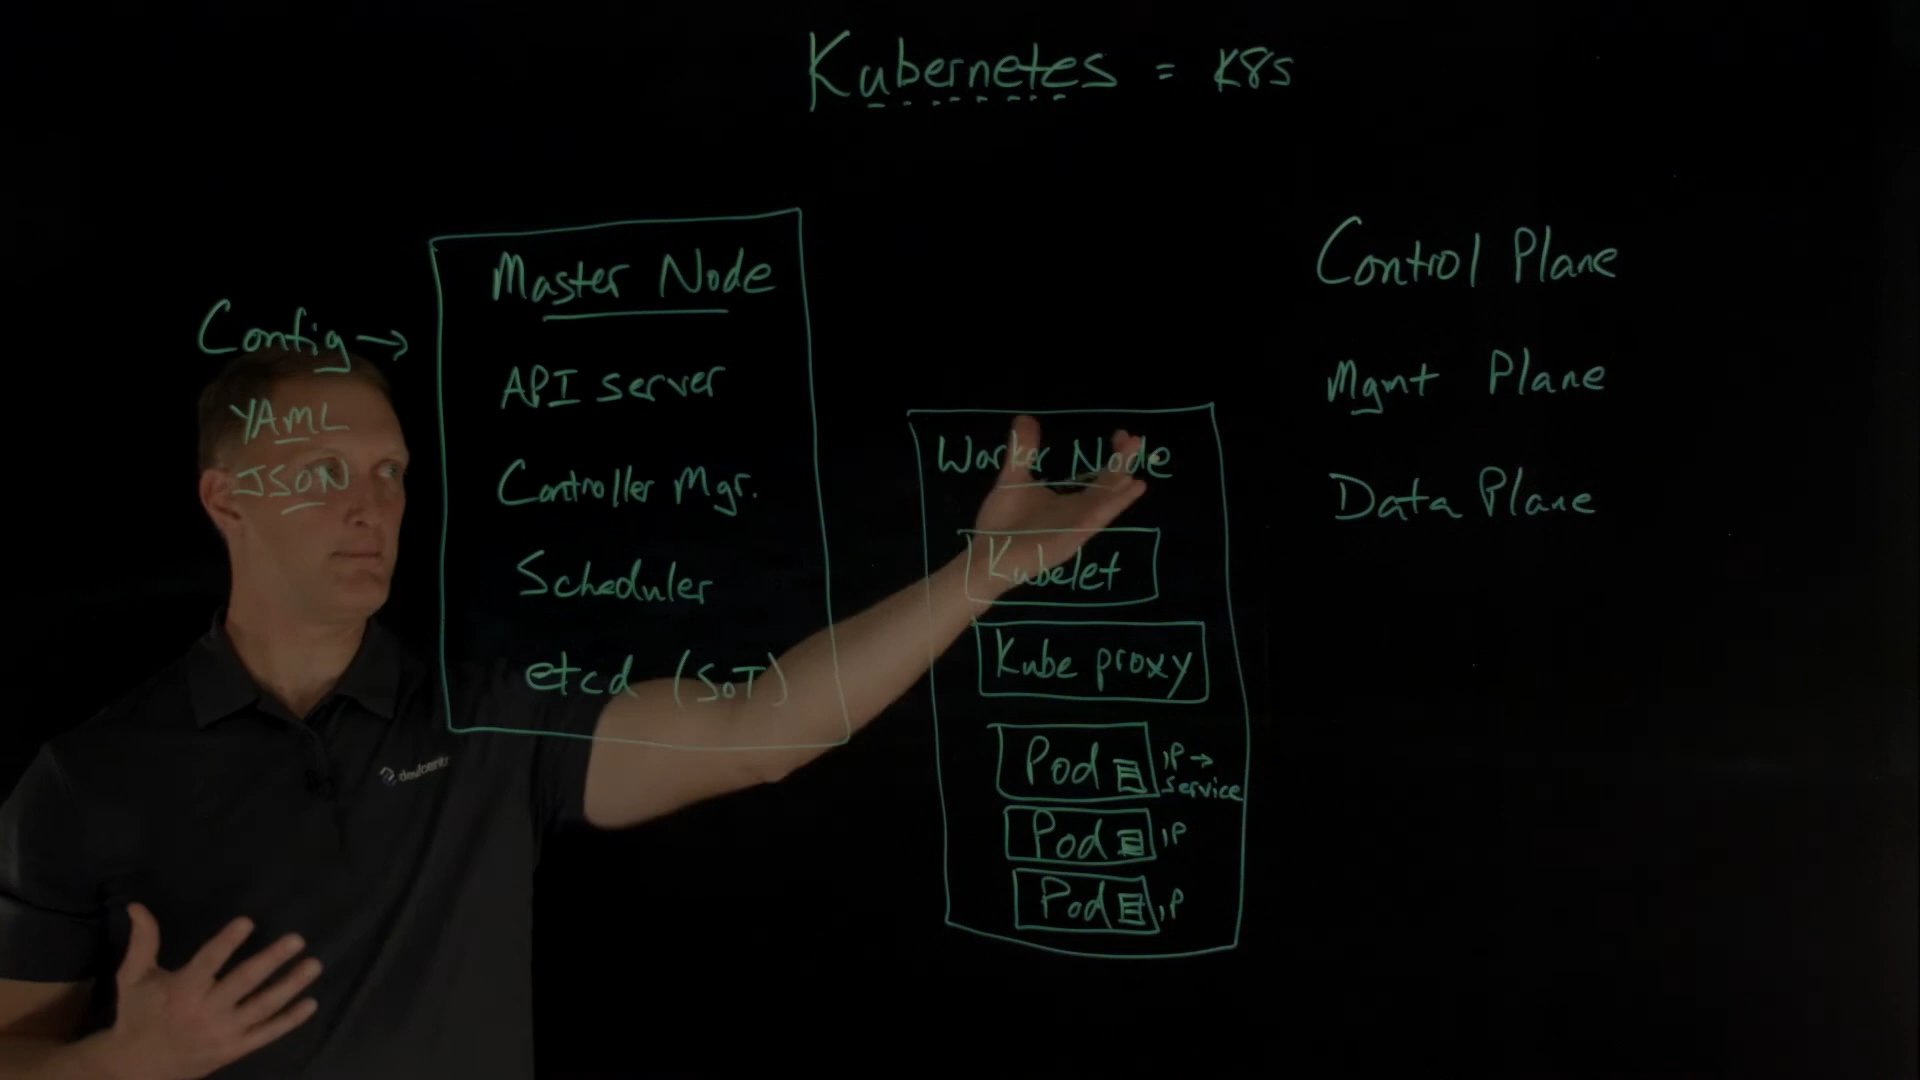 Kubernetes = K8s
Config →
YAML
JSON
Master Node
API server
Controller Mgr.
Scheduler
etcd (SoT)
Worker Node
Kubelet
Kube proxy
Pod IP →
Service
Pod IP
Pod IP
Control Plane
Mgmt Plane
Data Plane